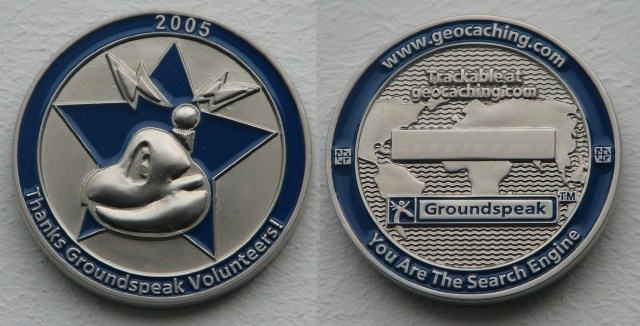 2005
Thanks Groundspeak Volunteers!
www.geocaching.com
Trackable at
geocaching.com
Groundspeak
TM
You Are The Search Engine